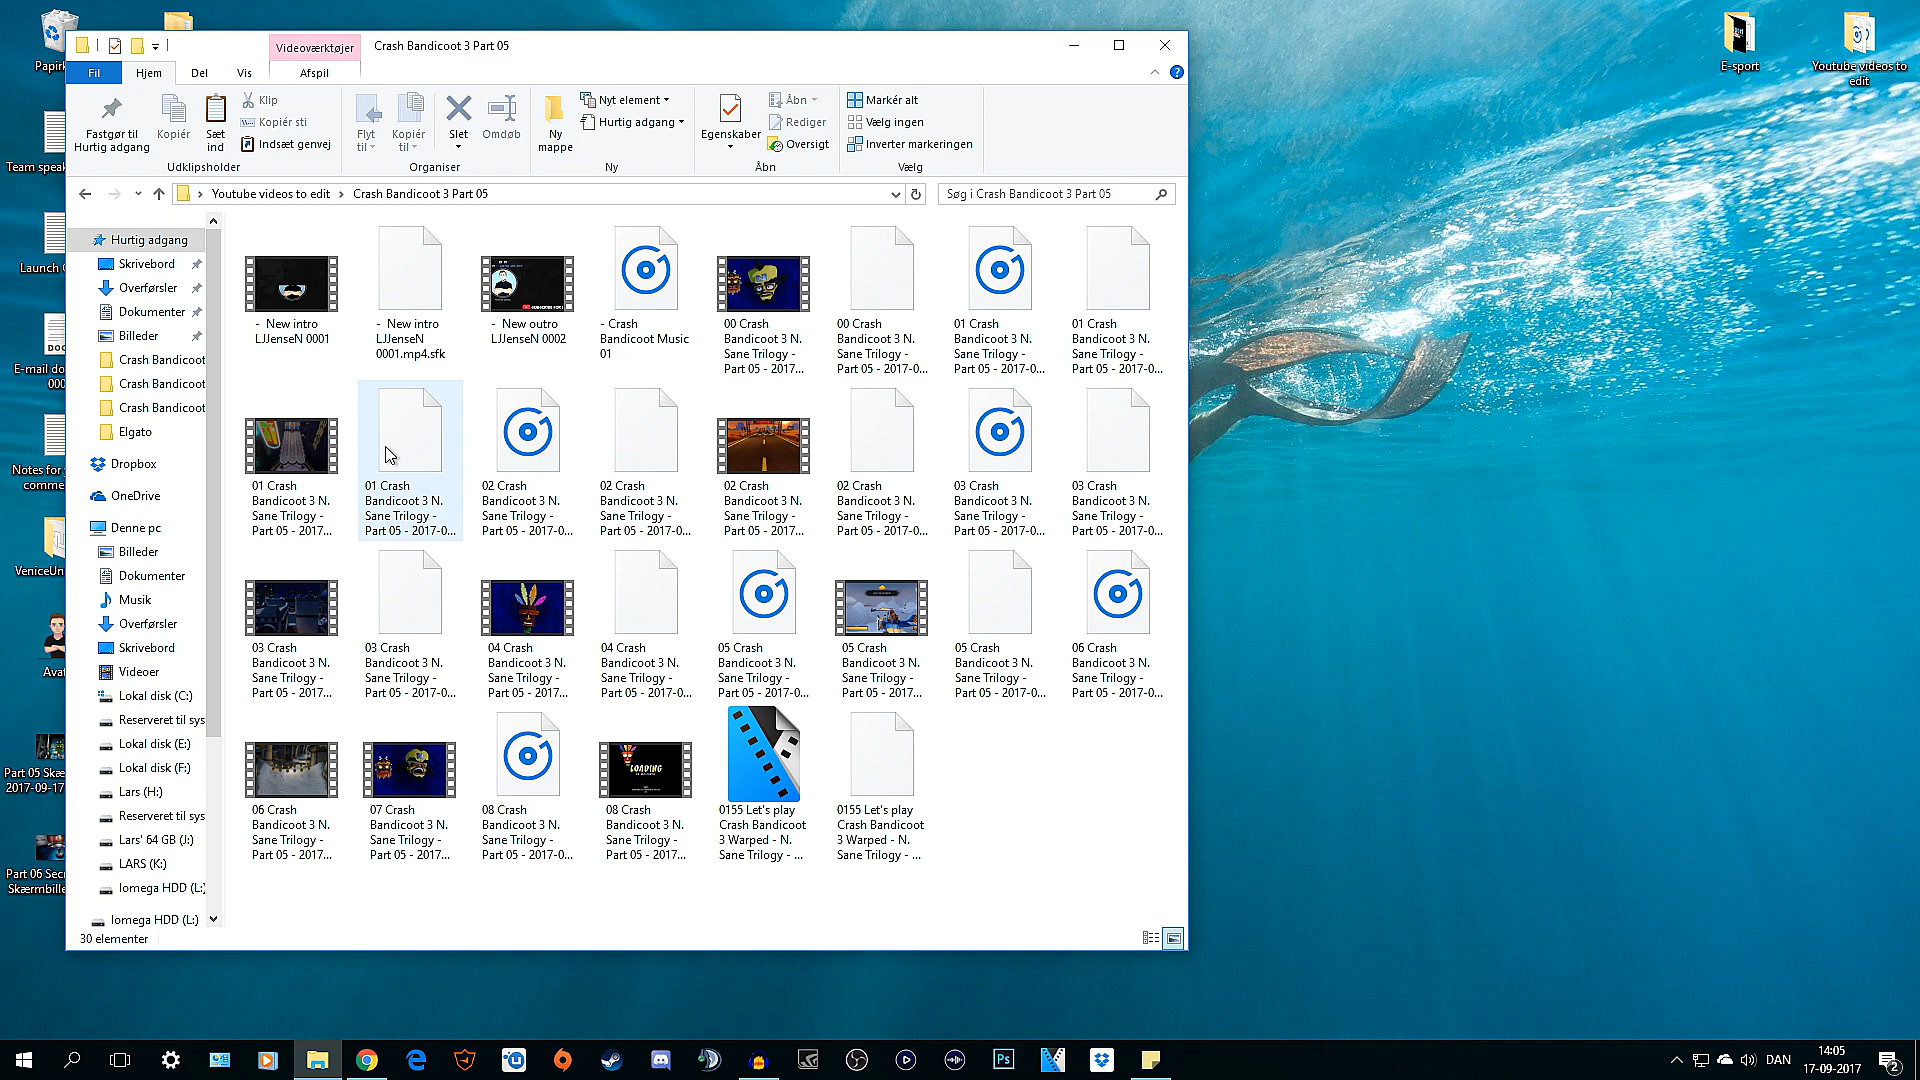 Crash Bandicoot 3 Part 05
Videoværktøjer
Fil
Hjem
Del
Vis
Afspil
Fastgør til
Hurtig adgang
Kopiér
Sæt
ind
Klip
Kopiér sti
Indsæt genvej
Udklipsholder
Flyt
til
Kopiér
til
Slet
Omdøb
Organiser
Ny
mappe
Nyt element
Hurtig adgang
Ny
Egenskaber
Åbn
Rediger
Oversigt
Åbn
Markér alt
Vælg ingen
Inverter markeringen
Vælg
Youtube videos to edit
Crash Bandicoot 3 Part 05
Søg i Crash Bandicoot 3 Part 05
Hurtig adgang
Skrivebord
Overførsler
Dokumenter
Billeder
Crash Bandicoot
Crash Bandicoot
Crash Bandicoot
Elgato
Dropbox
OneDrive
Denne pc
Billeder
Dokumenter
Musik
Overførsler
Skrivebord
Videoer
Lokal disk (C:)
Reserveret til sys
Lokal disk (E:)
Lokal disk (F:)
Lars (H:)
Reserveret til sys
Lars' 64 GB (J:)
LARS (K:)
Iomega HDD (L:)
Iomega HDD (L:)
30 elementer
- New intro
LJJenseN 0001
- New intro
LJJenseN
0001.mp4.sfk
- New outro
LJJenseN 0002
- Crash
Bandicoot Music
01
00 Crash
Bandicoot 3 N.
Sane Trilogy -
Part 05 - 2017...
00 Crash
Bandicoot 3 N.
Sane Trilogy -
Part 05 - 2017-0...
01 Crash
Bandicoot 3 N.
Sane Trilogy -
Part 05 - 2017-0...
01 Crash
Bandicoot 3 N.
Sane Trilogy -
Part 05 - 2017-0...
01 Crash
Bandicoot 3 N.
Sane Trilogy -
Part 05 - 2017...
01 Crash
Bandicoot 3 N.
Sane Trilogy -
Part 05 - 2017-0...
02 Crash
Bandicoot 3 N.
Sane Trilogy -
Part 05 - 2017-0...
02 Crash
Bandicoot 3 N.
Sane Trilogy -
Part 05 - 2017-0...
02 Crash
Bandicoot 3 N.
Sane Trilogy -
Part 05 - 2017...
02 Crash
Bandicoot 3 N.
Sane Trilogy -
Part 05 - 2017-0...
03 Crash
Bandicoot 3 N.
Sane Trilogy -
Part 05 - 2017-0...
03 Crash
Bandicoot 3 N.
Sane Trilogy -
Part 05 - 2017-0...
03 Crash
Bandicoot 3 N.
Sane Trilogy -
Part 05 - 2017...
03 Crash
Bandicoot 3 N.
Sane Trilogy -
Part 05 - 2017-0...
04 Crash
Bandicoot 3 N.
Sane Trilogy -
Part 05 - 2017...
04 Crash
Bandicoot 3 N.
Sane Trilogy -
Part 05 - 2017-0...
05 Crash
Bandicoot 3 N.
Sane Trilogy -
Part 05 - 2017-0...
05 Crash
Bandicoot 3 N.
Sane Trilogy -
Part 05 - 2017...
05 Crash
Bandicoot 3 N.
Sane Trilogy -
Part 05 - 2017-0...
06 Crash
Bandicoot 3 N.
Sane Trilogy -
Part 05 - 2017-0...
06 Crash
Bandicoot 3 N.
Sane Trilogy -
Part 05 - 2017...
07 Crash
Bandicoot 3 N.
Sane Trilogy -
Part 05 - 2017...
08 Crash
Bandicoot 3 N.
Sane Trilogy -
Part 05 - 2017-0...
LOADING
08 Crash
Bandicoot 3 N.
Sane Trilogy -
Part 05 - 2017...
0155 Let's play
Crash Bandicoot
3 Warped - N.
Sane Trilogy - ...
0155 Let's play
Crash Bandicoot
3 Warped - N.
Sane Trilogy - ...
Papirk
Team speak
Launch
DOC
E-mail do
000
Notes for
comme
VeniceUn
Avat
Part 05 Skæ
2017-09-17
Part 06 Sec
Skærmbille
E-sport
Youtube videos to
edit
Ps
DAN
14:05
17-09-2017
2